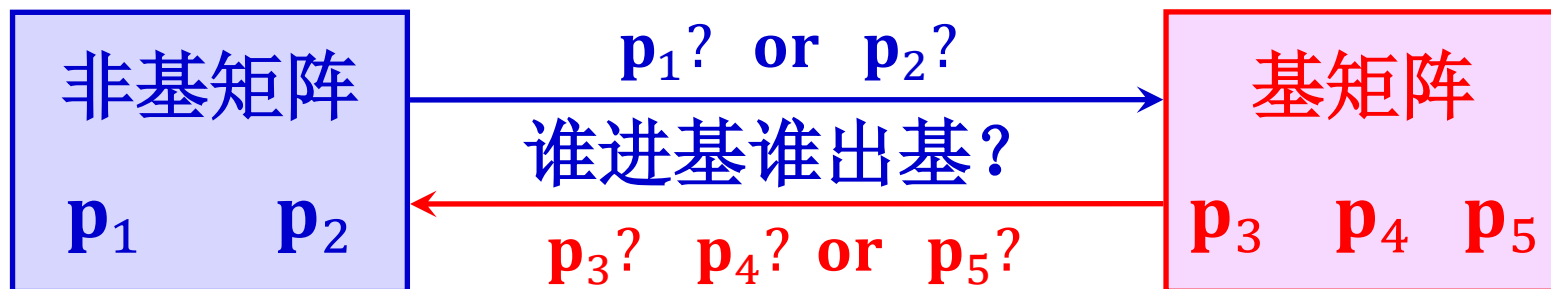 非基矩阵
𝐩₁ 𝐩₂
𝐩₁? or 𝐩₂?
谁进基谁出基？
𝐩₃? 𝐩₄? or 𝐩₅?
基矩阵
𝐩₃ 𝐩₄ 𝐩₅